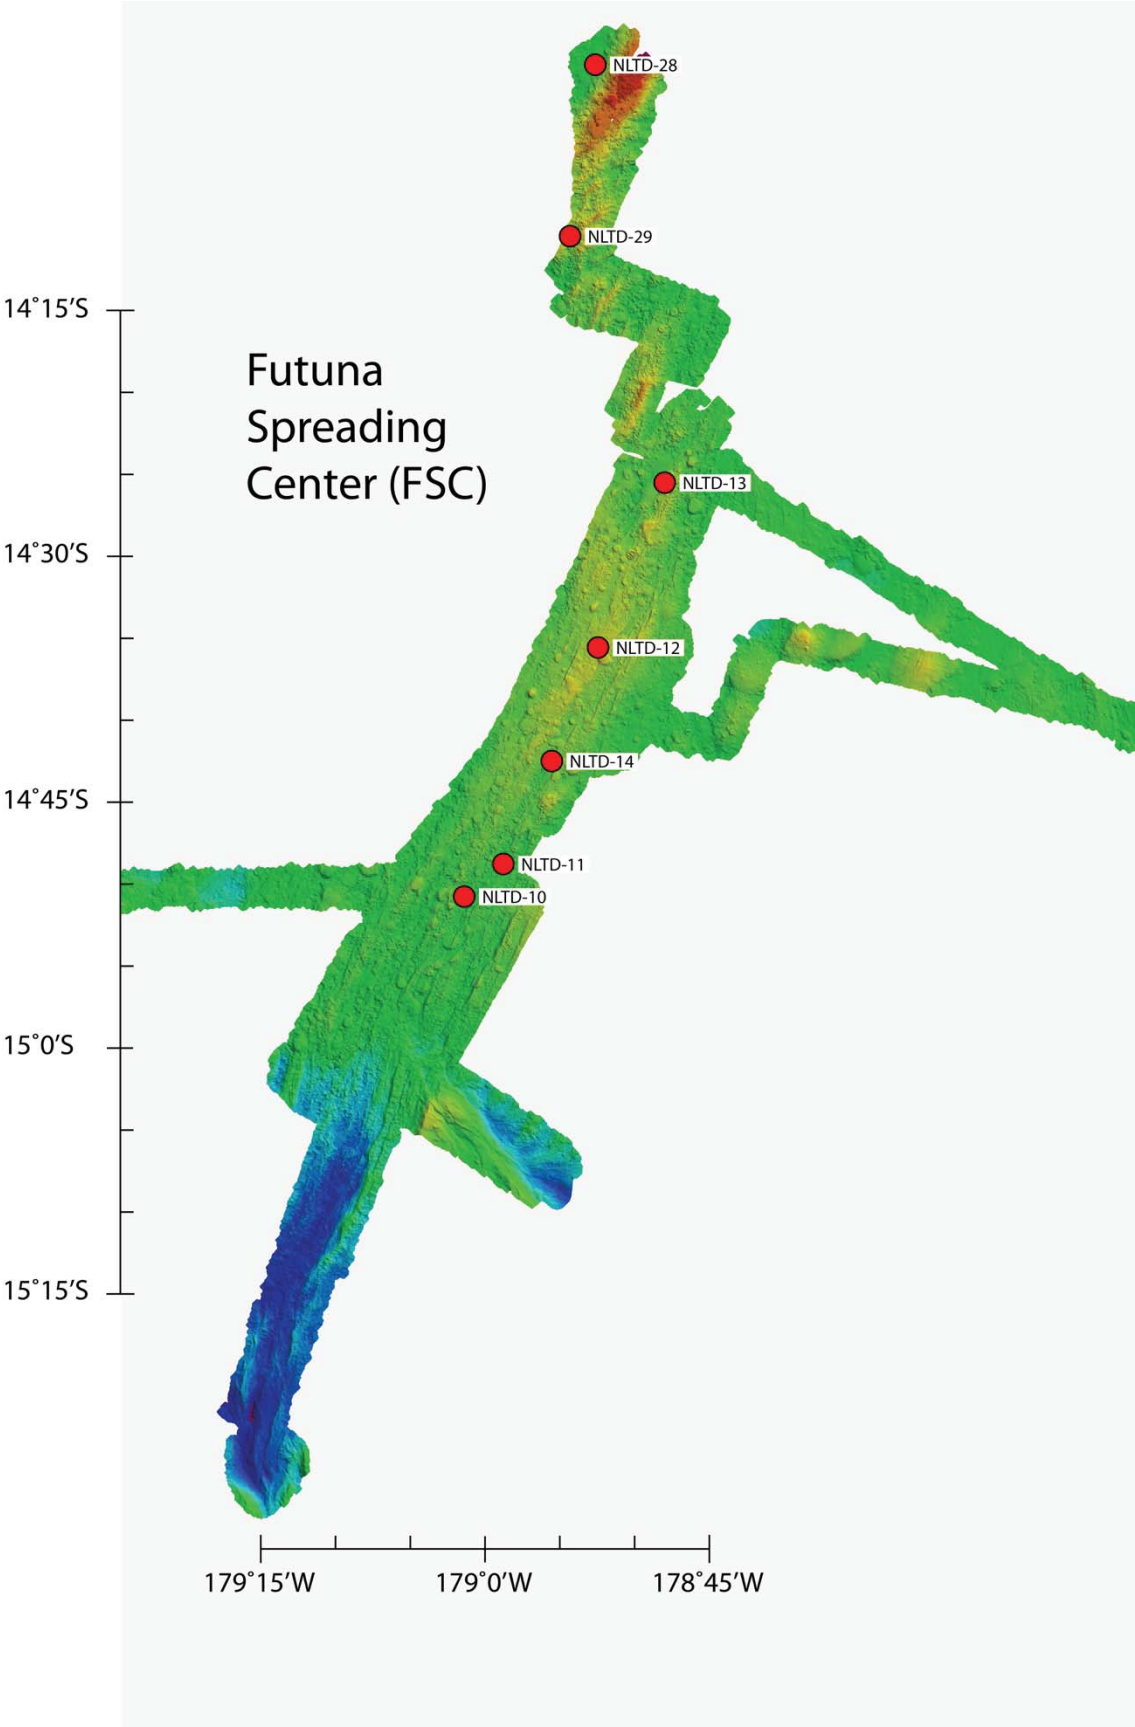 NLTD-28
NLTD-29
14˚15’S
Futuna
Spreading
Center (FSC)
NLTD-13
14˚30’S
NLTD-12
NLTD-14
14˚45’S
NLTD-11
NLTD-10
15˚0’S
15˚15’S
179˚15’W 179˚0’W 178˚45’W